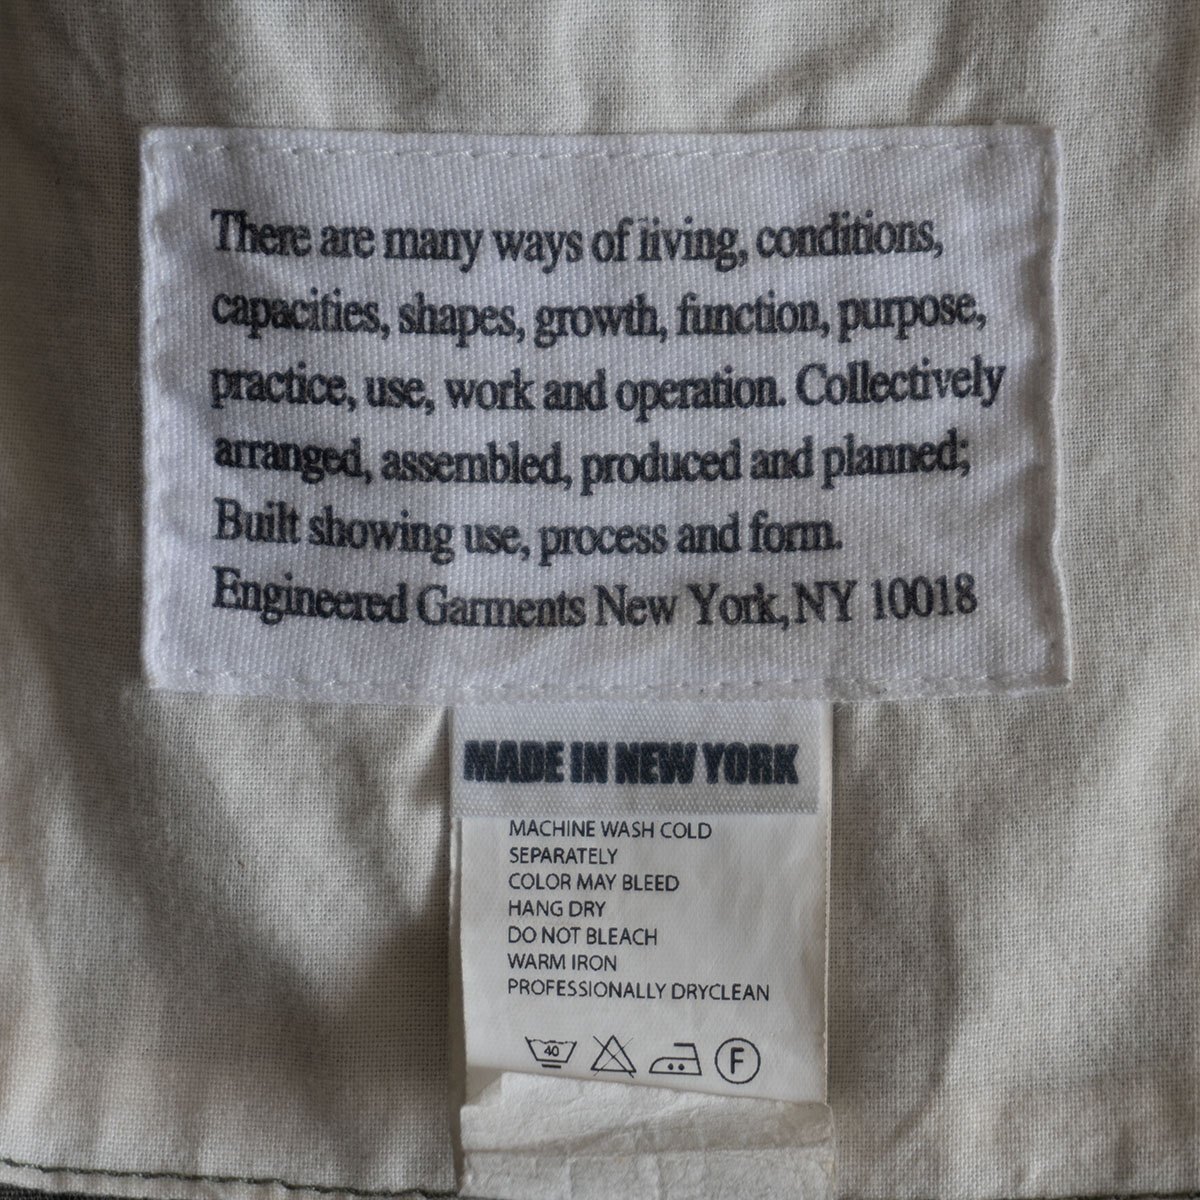 There are many ways of living, conditions,
capacities, shapes, growth, function, purpose,
practice, use, work and operation. Collectively
arranged, assembled, produced and planned;
Built showing use, process and form.
Engineered Garments New York, NY 10018
MADE IN NEW YORK
MACHINE WASH COLD
SEPARATELY
COLOR MAY BLEED
HANG DRY
DO NOT BLEACH
WARM IRON
PROFESSIONALLY DRYCLEAN
40 F